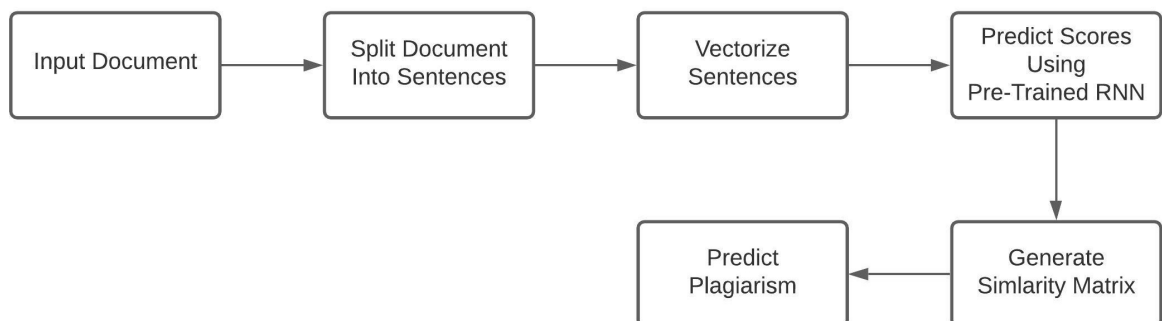 Input Document
Split Document
Into Sentences
Vectorize
Sentences
Predict Scores
Using
Pre-Trained RNN
Predict
Plagiarism
Generate
Simlarity Matrix